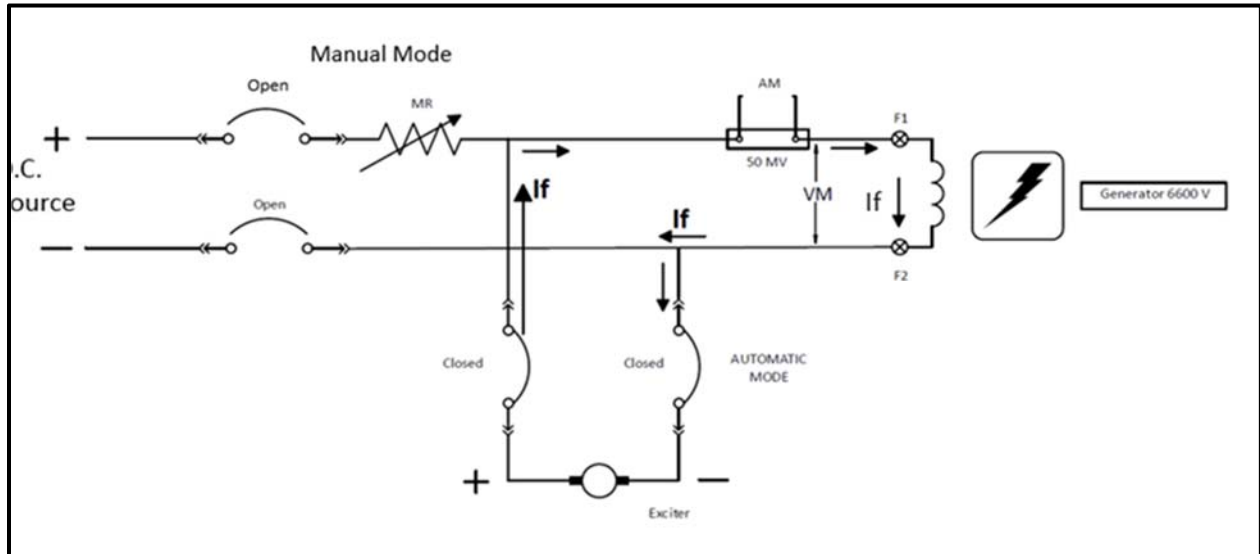 Manual Mode
Open
MR
AM
F1
+
50 MV
.C.
ource
VM
If
If
If
Generator 6600 V
Open
—
F2
Closed
Closed
AUTOMATIC
MODE
+
—
Exciter